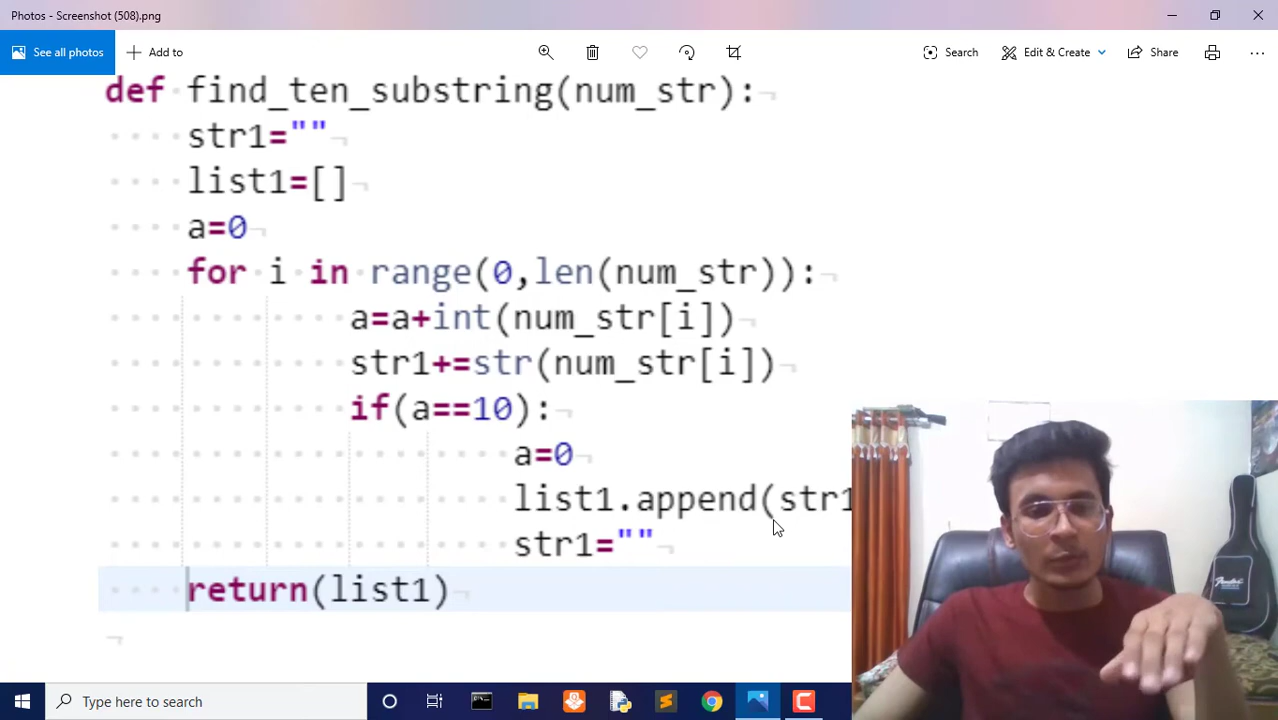 Photos - Screenshot (508).png
See all photos
Add to
Search
Edit & Create
Share
def find_ten_substring(num_str):
str1=""
list1=[]
a=0
for i in range(0,len(num_str)):
a=a+int(num_str[i])
str1+=str(num_str[i])
if(a==10):
a=0
list1.append(str1
str1=""
return(list1)
Fender
Type here to search